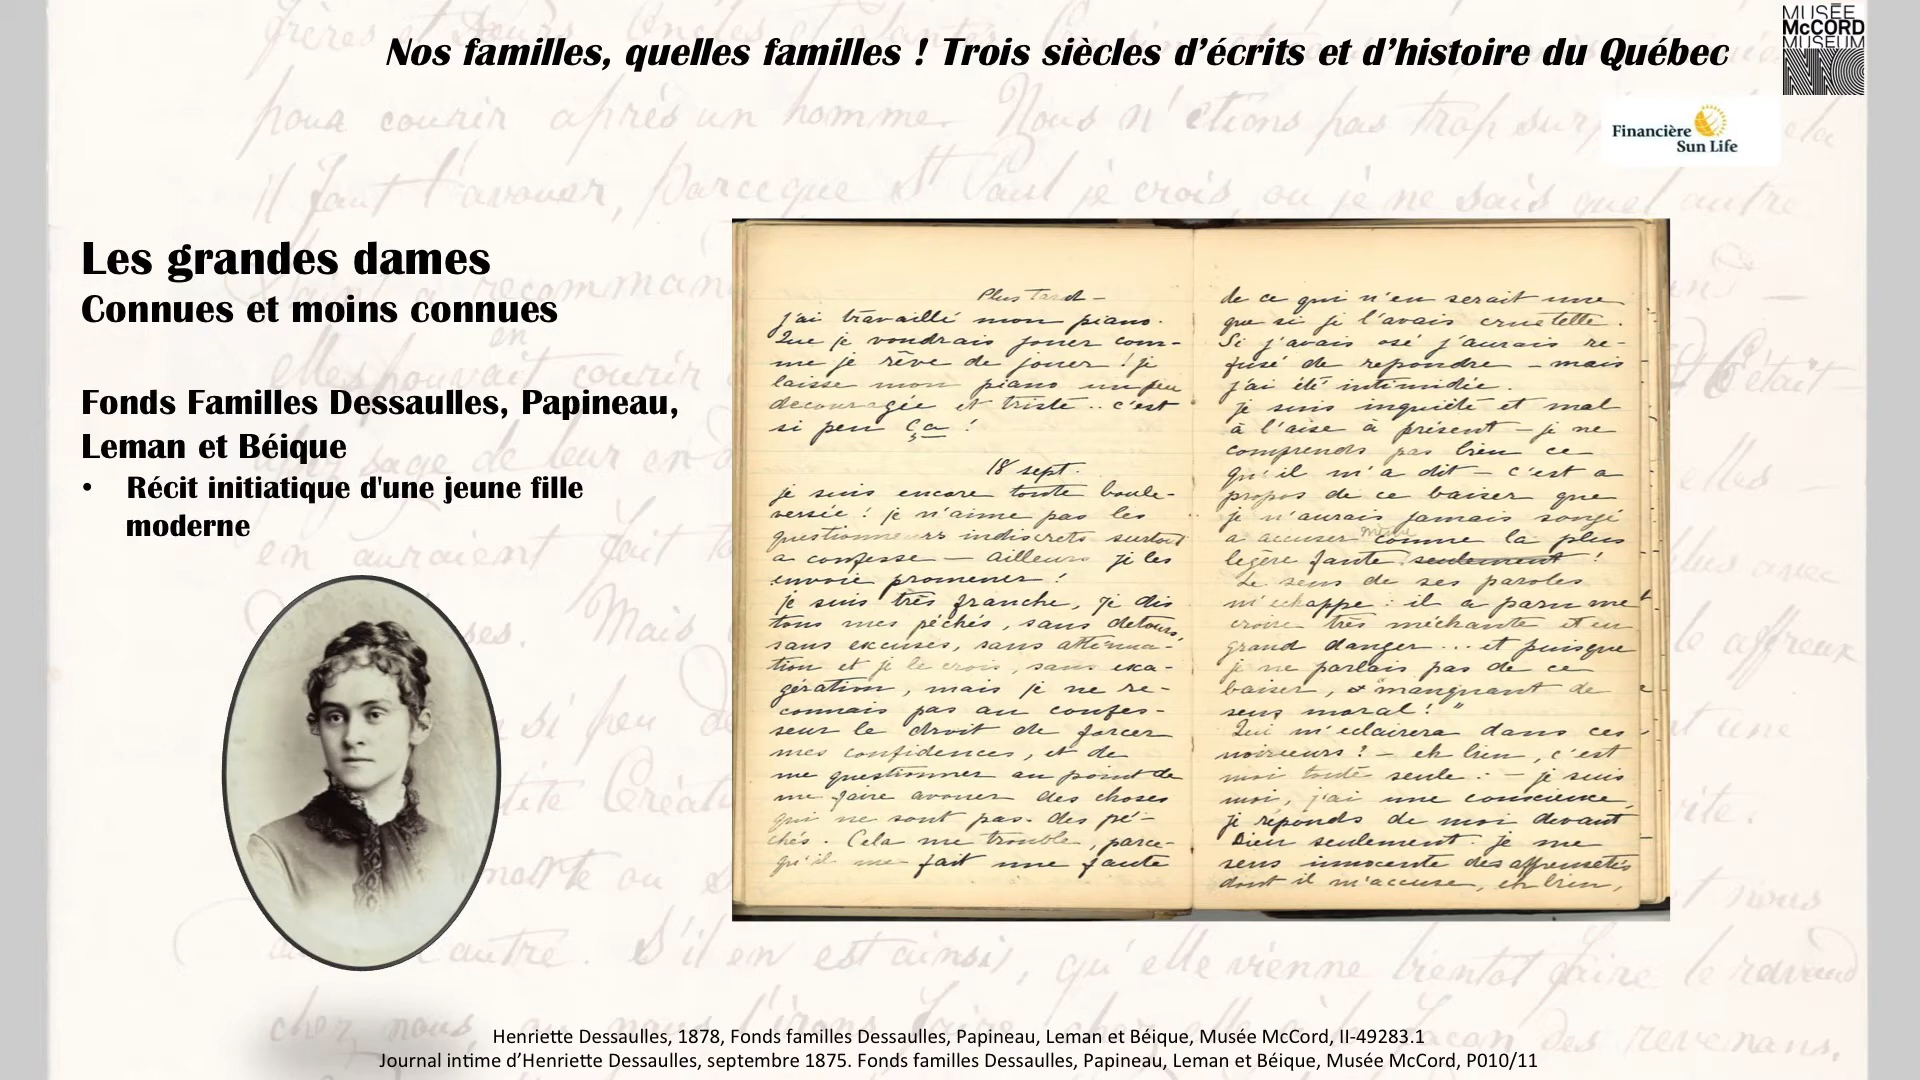 Nos familles, quelles familles ! Trois siècles d’écrits et d’histoire du Québec
MUSÉE
McCORD
MUSEUM
Financière
Sun Life
Les grandes dames
Connues et moins connues
Fonds Familles Dessaulles, Papineau,
Leman et Béique
• Récit initiatique d'une jeune fille
moderne
Plus tard –
j'ai travaillé mon piano.
Que je voudrais jouer com-
me je rêve de jouer ! je
laisse mon piano un peu
decouragée et triste .. c'est
si peu ça !
18 sept.
je suis encore toute boule-
versée ! je n'aime pas les
questionneurs indiscrets surtout
a confesse — ailleurs je les
envoie promener !
je suis très franche, je dis
tous mes péchés, sans detours,
sans excuses, sans atténua-
tion et je le crois, sans exa-
gération, mais je ne re-
connais pas au confes-
seur le droit de forcer
mes confidences, et de
me questionner au point de
me faire avouer des choses
qui ne sont pas des pé-
chés. Cela me trouble, parce-
qu'il me fait une faute
de ce qui n'en serait une
que si je l'avais crue telle.
Si j'avais osé j'aurais re-
fusé de repondre – mais
j'ai été intimidée.
je suis inquiète et mal
à l'aise à présent – je ne
comprends pas bien ce
qu'il m'a dit – c'est a
propos de ce baiser que
je n'aurais jamais songé
a accuser même comme la plus
legère faute seulement !
Le sens de ses paroles
m'echappe : il a paru me
croire très méchante et en
grand danger ... et puisque
je ne parlais pas de ce
baiser, "manquant de
sens moral ! "
Qui m'eclairera dans ces
noirceurs ? – eh bien, c'est
moi toute seule : – je suis
moi, j'ai une conscience,
je réponds de moi devant
Dieu seulement. je me
sens innocente des affreusetés
dont il m'accuse, eh bien,
Henriette Dessaulles, 1878, Fonds familles Dessaulles, Papineau, Leman et Béique, Musée McCord, II-49283.1
Journal intime d’Henriette Dessaulles, septembre 1875. Fonds familles Dessaulles, Papineau, Leman et Béique, Musée McCord, P010/11